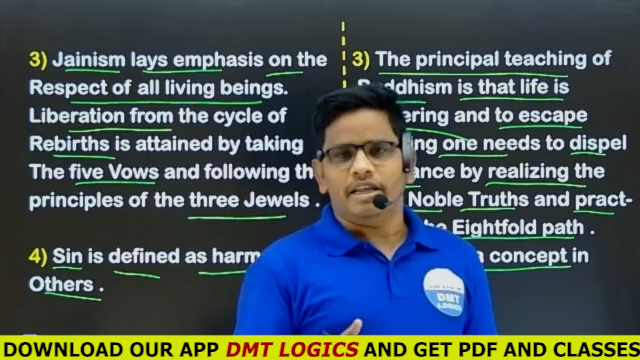 3) Jainism lays emphasis on the
Respect of all living beings.
Liberation from the cycle of
Rebirths is attained by taking
The five Vows and following th
principles of the three Jewels .
4) Sin is defined as harm
Others .
3) The principal teaching of
Buddhism is that life is
ering and to escape
ng one needs to dispel
ance by realizing the
Noble Truths and pract-
he Eightfold path .
a concept in
DMT
LOGICS
DOWNLOAD OUR APP DMT LOGICS AND GET PDF AND CLASSES